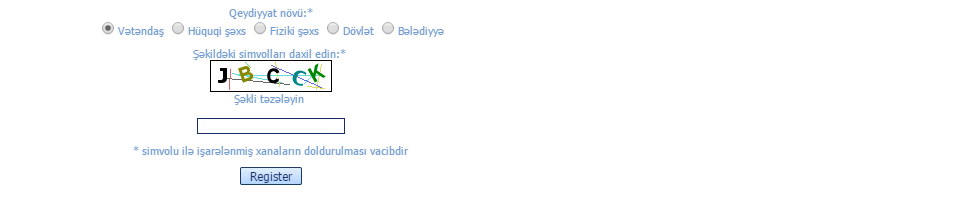 Qeydiyyat növü:*
Vətəndaş Hüquqi şəxs Fiziki şəxs Dövlət Bələdiyyə
Şəkildəki simvolları daxil edin:*
JBCCK
Şəkli təzələyin
* simvolu ilə işarələnmiş xanaların doldurulması vacibdir
Register